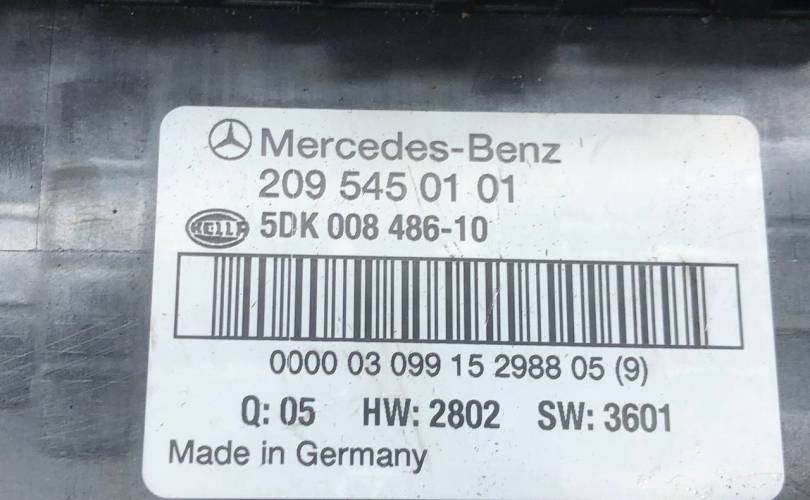 Mercedes-Benz
209 545 01 01
HELLA 5DK 008 486-10
0000 03 099 15 2988 05 (9)
Q: 05 HW: 2802 SW: 3601
Made in Germany